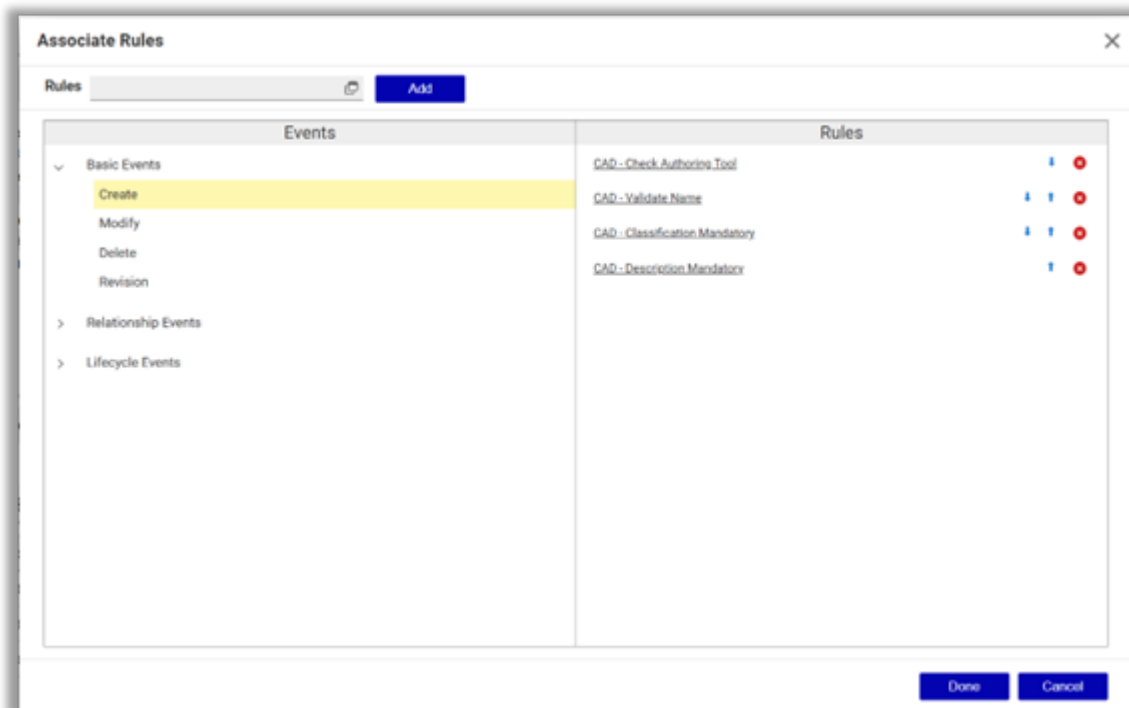 Associate Rules
Rules
Add
Events
Rules
Basic Events
Create
Modify
Delete
Revision
Relationship Events
Lifecycle Events
CAD - Check Authoring Tool
CAD - Validate Name
CAD - Classification Mandatory
CAD - Description Mandatory
Done
Cancel